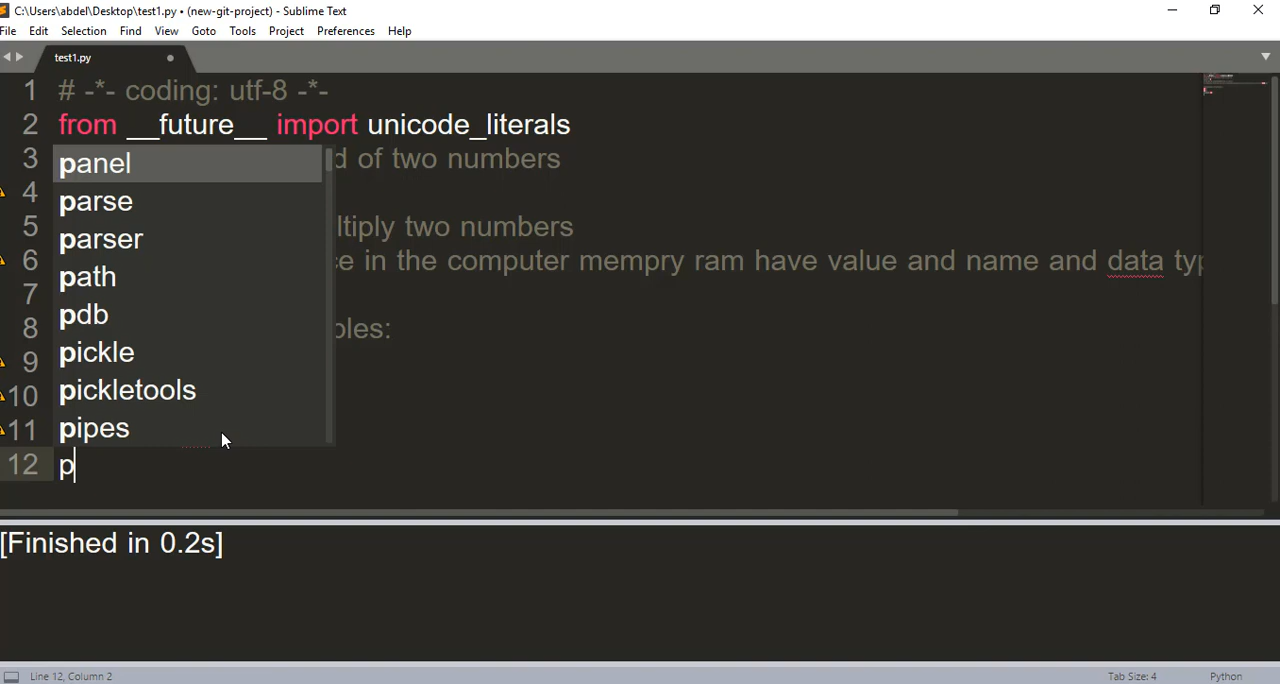 C:\Users\abdel\Desktop\test1.py • (new-git-project) - Sublime Text
File Edit Selection Find View Goto Tools Project Preferences Help
test1.py
1 # -*- coding: utf-8 -*-
2 from __future__ import unicode_literals
3 d of two numbers
4
5 ltiply two numbers
6 ce in the computer mempry ram have value and name and data typ
7
8 bles:
9
10
11
12 p
panel
parse
parser
path
pdb
pickle
pickletools
pipes
[Finished in 0.2s]
Line 12, Column 2 Tab Size: 4 Python